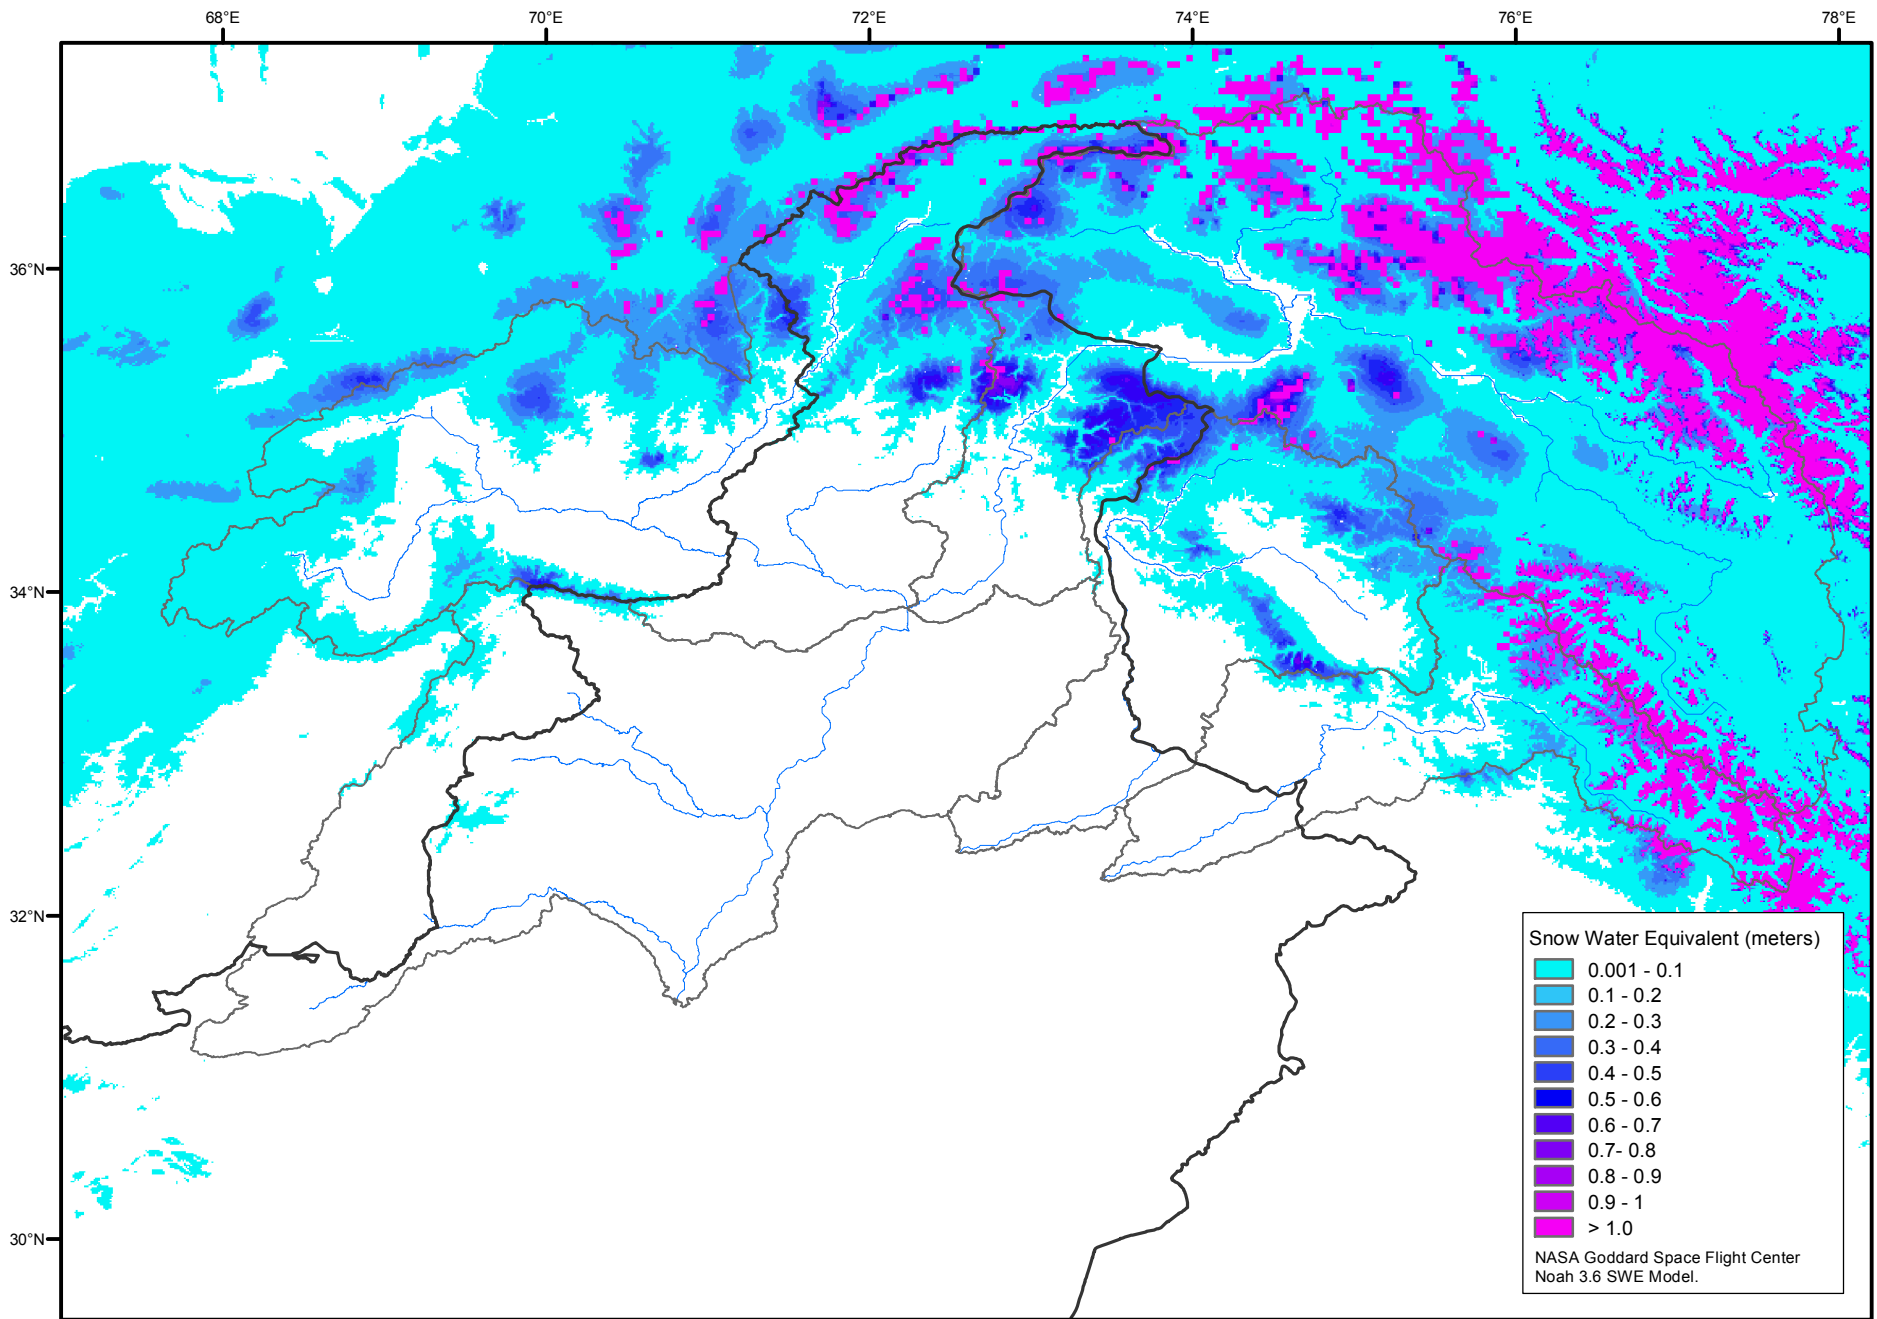 68°E
70°E
72°E
74°E
76°E
78°E
36°N
34°N
32°N
30°N
Snow Water Equivalent (meters)
0.001 - 0.1
0.1 - 0.2
0.2 - 0.3
0.3 - 0.4
0.4 - 0.5
0.5 - 0.6
0.6 - 0.7
0.7- 0.8
0.8 - 0.9
0.9 - 1
> 1.0
NASA Goddard Space Flight Center
Noah 3.6 SWE Model.